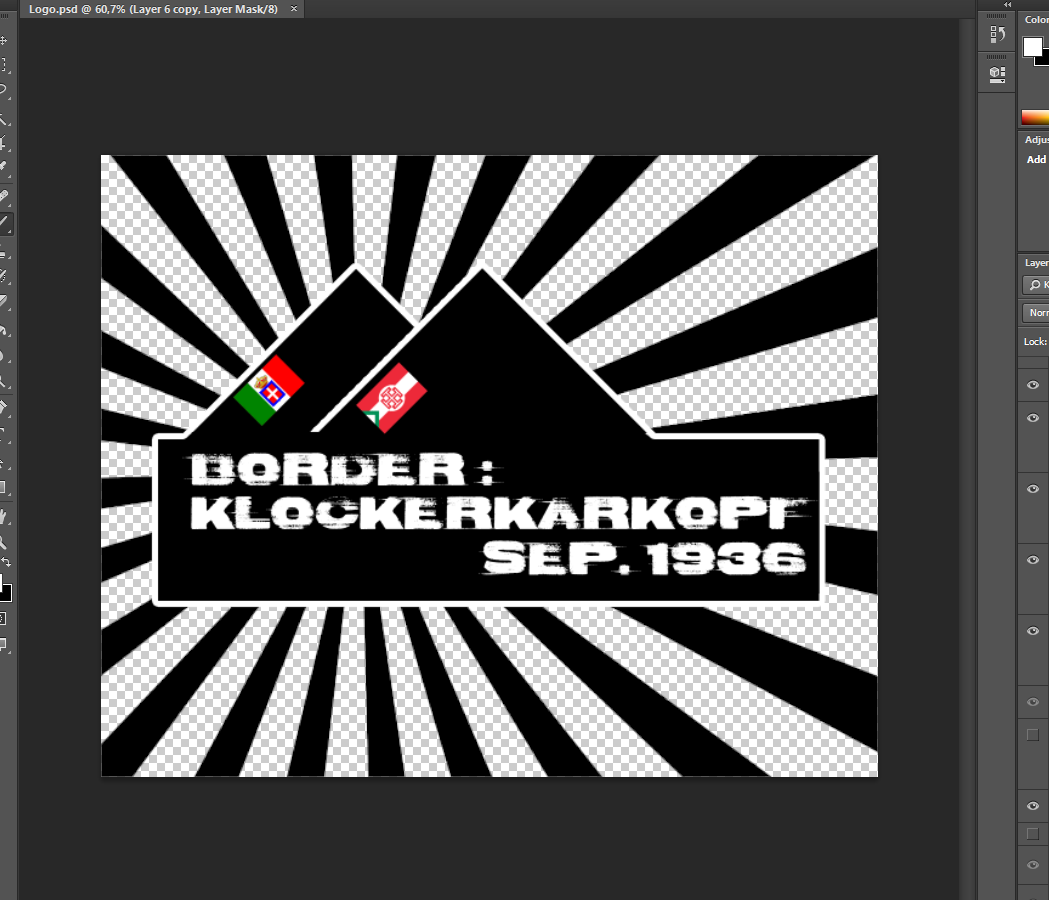 Logo.psd @ 60,7% (Layer 6 copy, Layer Mask/8) ×
Color
Adjus
Add
Layer
K
Norm
Lock:
BORDER :
KLOCKERKARKOPF
SEP. 1936